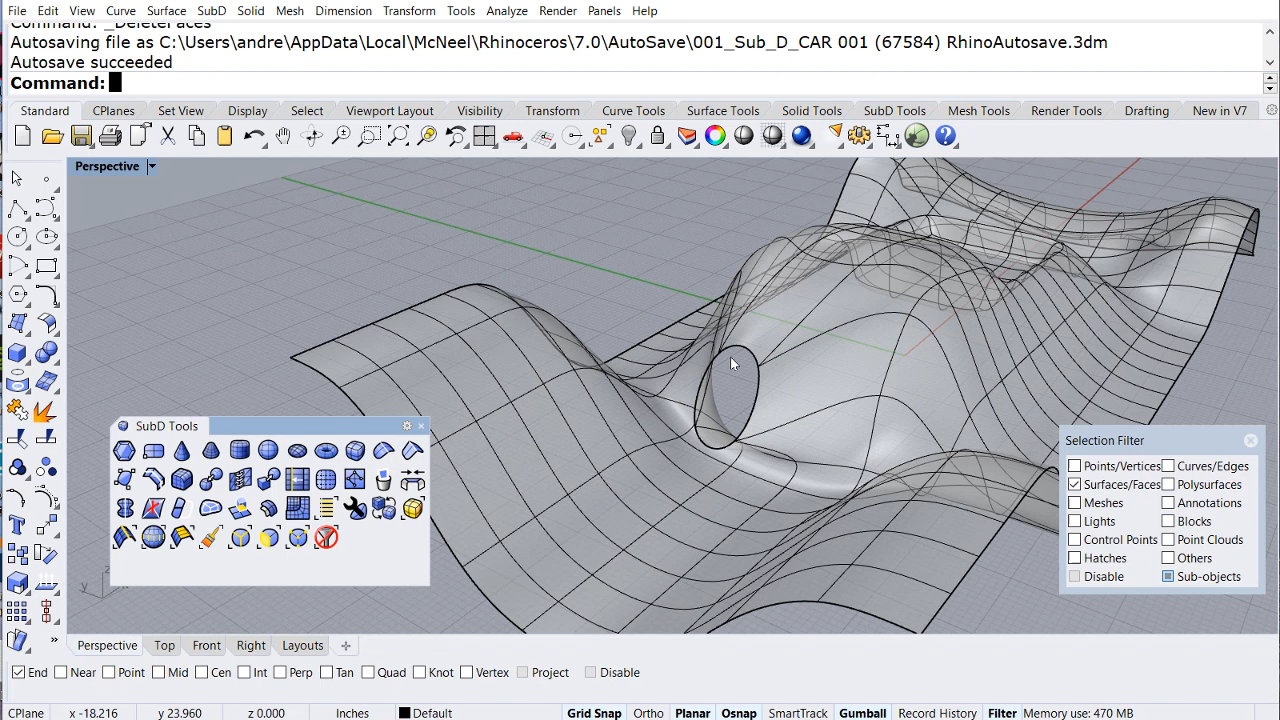 File Edit View Curve Surface SubD Solid Mesh Dimension Transform Tools Analyze Render Panels Help
Command: _DeleteFaces
Autosaving file as C:\Users\andre\AppData\Local\McNeel\Rhinoceros\7.0\AutoSave\001_Sub_D_CAR 001 (67584) RhinoAutosave.3dm
Autosave succeeded
Command:
Standard CPlanes Set View Display Select Viewport Layout Visibility Transform Curve Tools Surface Tools Solid Tools SubD Tools Mesh Tools Render Tools Drafting New in V7
Perspective
SubD Tools
Selection Filter
Points/Vertices Curves/Edges
Surfaces/Faces Polysurfaces
Meshes Annotations
Lights Blocks
Control Points Point Clouds
Hatches Others
Disable Sub-objects
z
y
Perspective Top Front Right Layouts
End Near Point Mid Cen Int Perp Tan Quad Knot Vertex Project Disable
CPlane x -18.216 y 23.960 z 0.000 Inches Default Grid Snap Ortho Planar Osnap SmartTrack Gumball Record History Filter Memory use: 470 MB